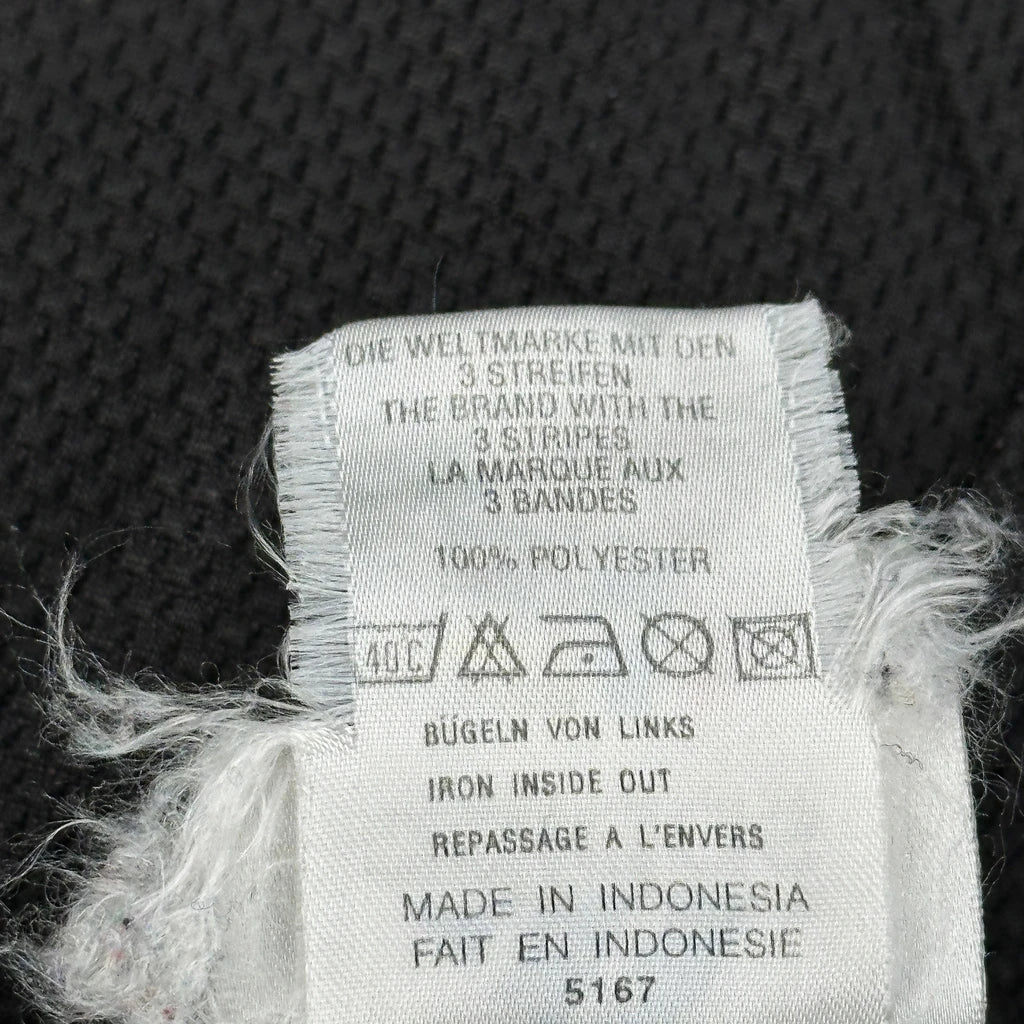 DIE WELTMARKE MIT DEN
3 STREIFEN
THE BRAND WITH THE
3 STRIPES
LA MARQUE AUX
3 BANDES
100% POLYESTER
40C
BÜGELN VON LINKS
IRON INSIDE OUT
REPASSAGE A L'ENVERS
MADE IN INDONESIA
FAIT EN INDONESIE
5167